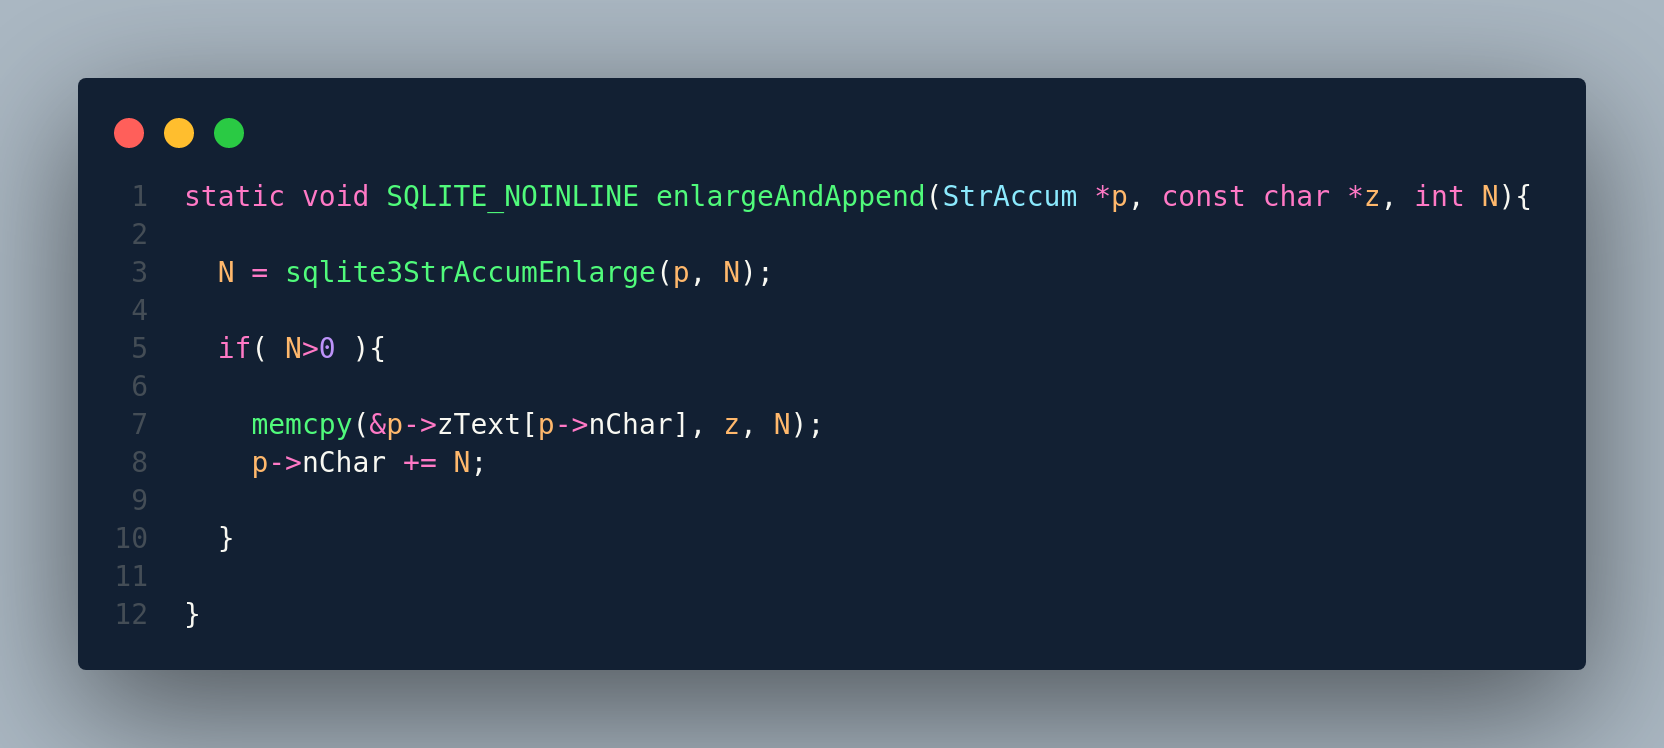 1 static void SQLITE_NOINLINE enlargeAndAppend(StrAccum *p, const char *z, int N){
2
3   N = sqlite3StrAccumEnlarge(p, N);
4
5   if( N>0 ){
6
7     memcpy(&p->zText[p->nChar], z, N);
8     p->nChar += N;
9
10   }
11
12 }